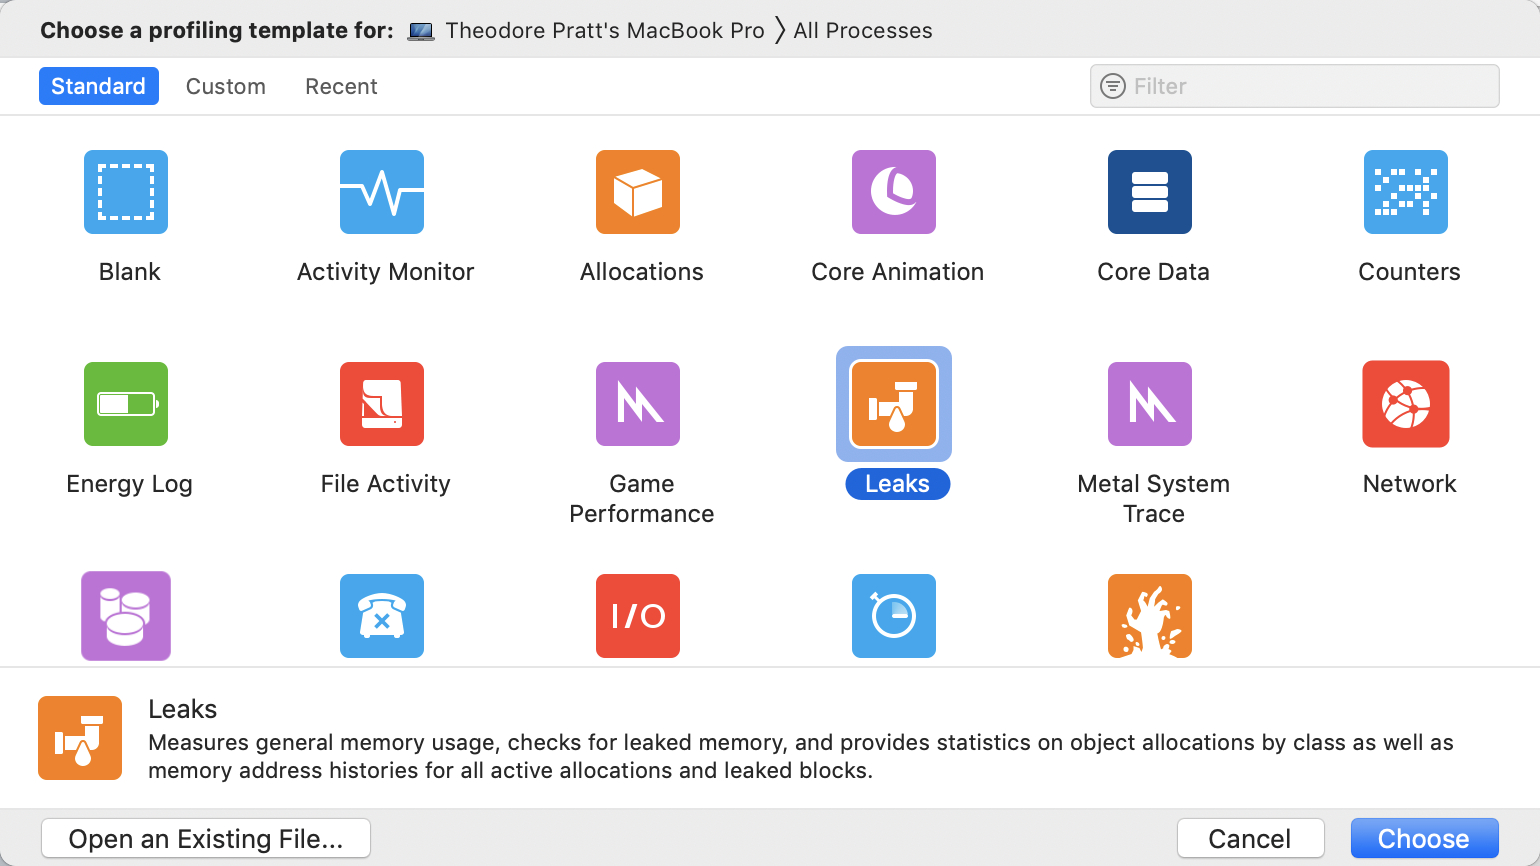 Choose a profiling template for: Theodore Pratt's MacBook Pro 〉 All Processes
Standard Custom Recent Filter
Blank Activity Monitor Allocations Core Animation Core Data Counters
Energy Log File Activity Game Performance Leaks Metal System Trace Network
I/O
Leaks
Measures general memory usage, checks for leaked memory, and provides statistics on object allocations by class as well as
memory address histories for all active allocations and leaked blocks.
Open an Existing File... Cancel Choose